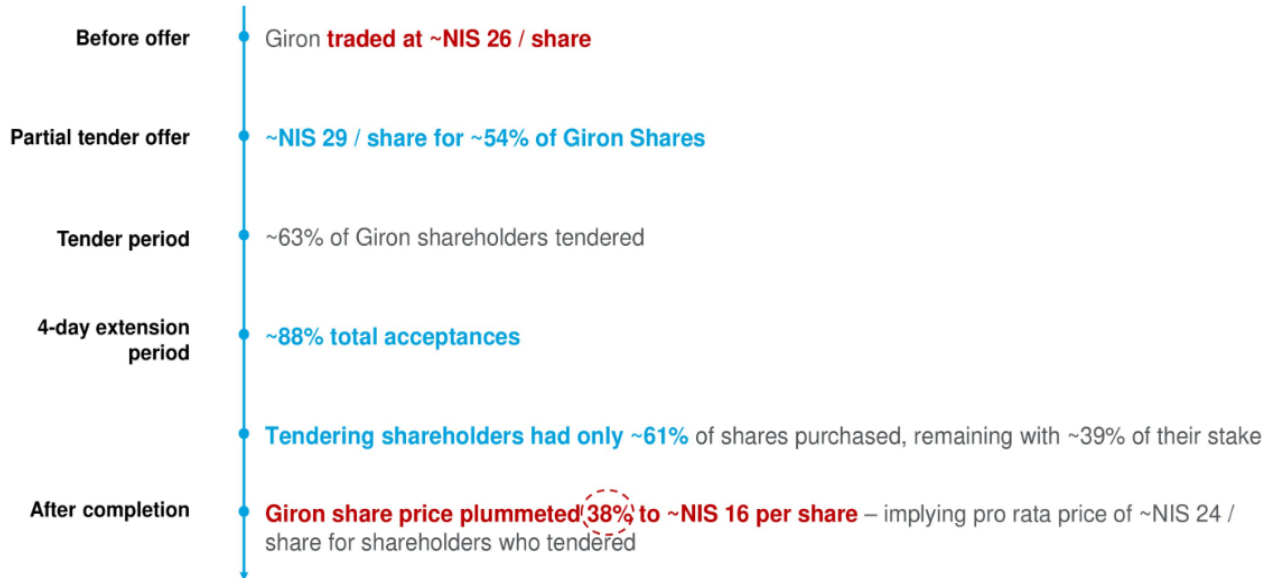 Before offer
Giron traded at ~NIS 26 / share
Partial tender offer
~NIS 29 / share for ~54% of Giron Shares
Tender period
~63% of Giron shareholders tendered
4-day extension
period
~88% total acceptances
Tendering shareholders had only ~61% of shares purchased, remaining with ~39% of their stake
After completion
Giron share price plummeted 38% to ~NIS 16 per share – implying pro rata price of ~NIS 24 /
share for shareholders who tendered